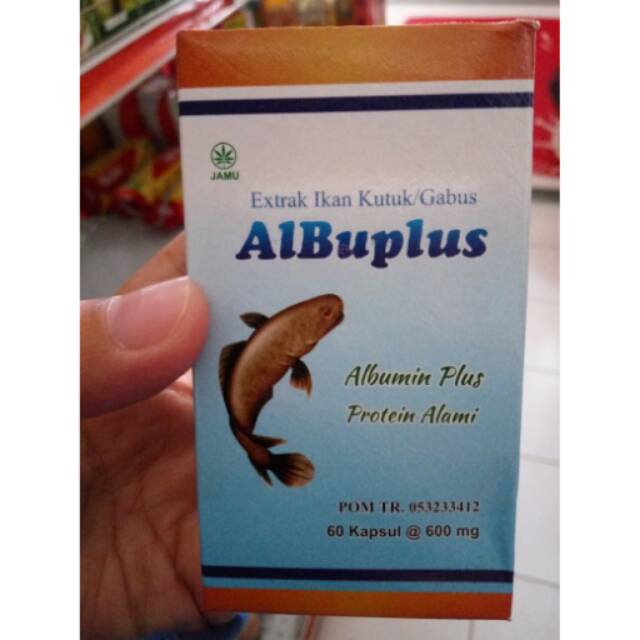 JAMU
Extrak Ikan Kutuk/Gabus
AlBuplus
Albumin Plus
Protein Alami
POM TR. 053233412
60 Kapsul @ 600 mg